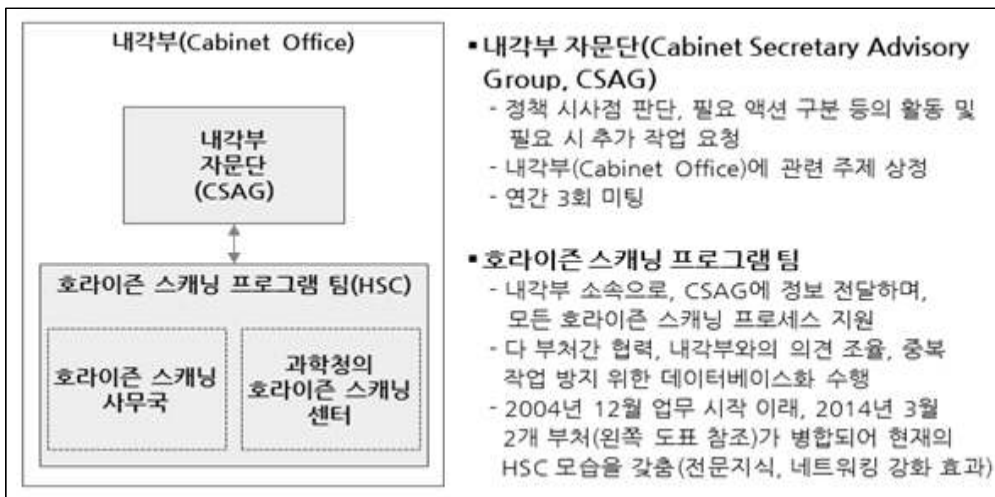 내각부(Cabinet Office)
내각부
자문단
(CSAG)
호라이즌 스캐닝 프로그램 팀(HSC)
호라이즌 스캐닝
사무국
과학청의
호라이즌 스캐닝
센터
▪ 내각부 자문단(Cabinet Secretary Advisory
Group, CSAG)
- 정책 시사점 판단, 필요 액션 구분 등의 활동 및
필요 시 추가 작업 요청
- 내각부(Cabinet Office)에 관련 주제 상정
- 연간 3회 미팅
▪ 호라이즌 스캐닝 프로그램 팀
- 내각부 소속으로, CSAG에 정보 전달하며,
모든 호라이즌 스캐닝 프로세스 지원
- 다 부처간 협력, 내각부와의 의견 조율, 중복
작업 방지 위한 데이터베이스화 수행
- 2004년 12월 업무 시작 이래, 2014년 3월
2개 부처(왼쪽 도표 참조)가 병합되어 현재의
HSC 모습을 갖춤(전문지식, 네트워킹 강화 효과)